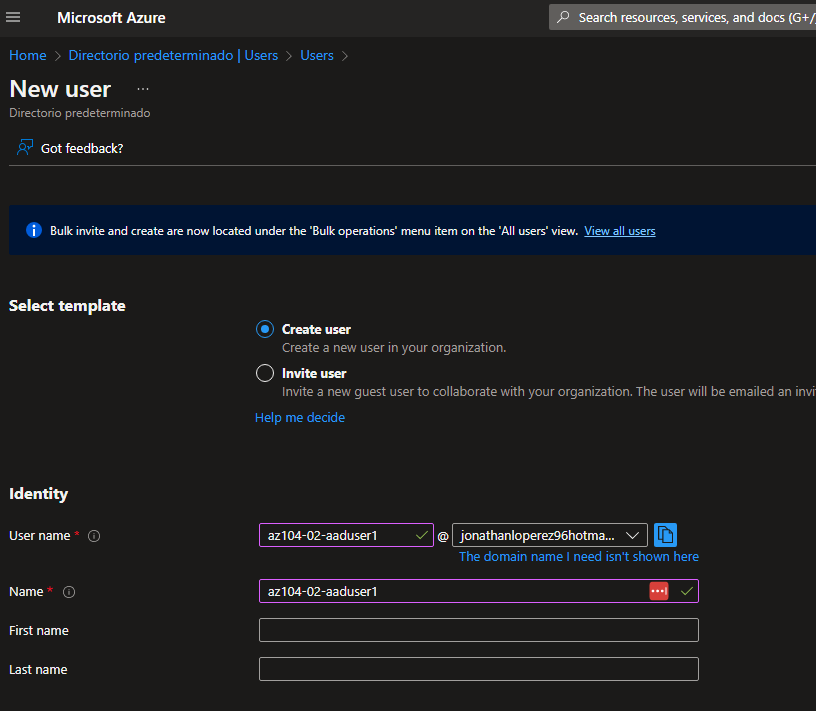 Microsoft Azure
Search resources, services, and docs (G+/
Home > Directorio predeterminado | Users > Users >
New user ...
Directorio predeterminado
Got feedback?
Bulk invite and create are now located under the 'Bulk operations' menu item on the 'All users' view. View all users
Select template
Create user
Create a new user in your organization.
Invite user
Invite a new guest user to collaborate with your organization. The user will be emailed an invi
Help me decide
Identity
User name * az104-02-aaduser1 @ jonathanloperez96hotma...
The domain name I need isn't shown here
Name * az104-02-aaduser1
First name
Last name